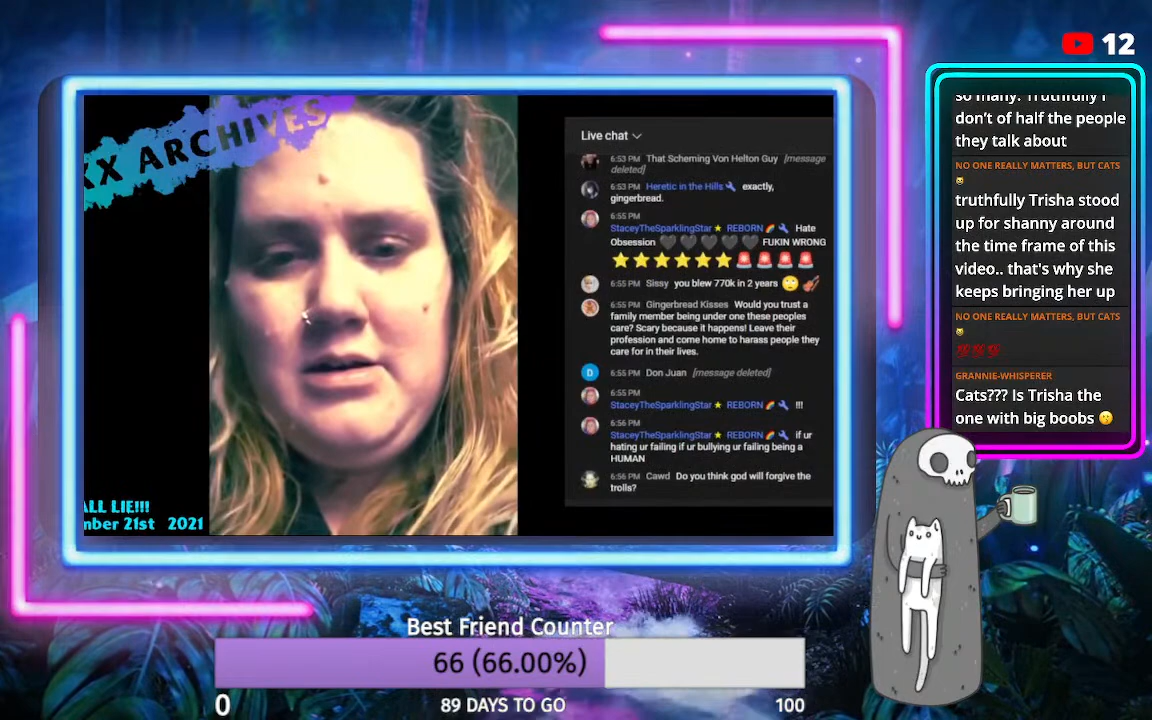 12
XX ARCHIVES
Live chat
6:53 PM That Scheming Von Helton Guy [message
deleted]
6:53 PM Heretic in the Hills exactly,
gingerbread.
6:55 PM
StaceyTheSparklingStar REBORN Hate
Obsession 🖤🖤🖤🖤🖤 FUKIN WRONG
⭐⭐⭐⭐⭐⭐🚨🚨🚨🚨
6:55 PM Sissy you blew 770k in 2 years
6:55 PM Gingerbread Kisses Would you trust a
family member being under one these peoples
care? Scary because it happens! Leave their
profession and come home to harass people they
care for in their lives.
D
6:55 PM Don Juan [message deleted]
6:55 PM
StaceyTheSparklingStar REBORN !!!
6:56 PM
StaceyTheSparklingStar REBORN if ur
hating ur failing if ur bullying ur failing being a
HUMAN
6:56 PM Cawd Do you think god will forgive the
trolls?
ALL LIE!!!
mber 21st 2021
so many. Truthfully I
don't of half the people
they talk about
NO ONE REALLY MATTERS, BUT CATS
truthfully Trisha stood
up for shanny around
the time frame of this
video.. that's why she
keeps bringing her up
NO ONE REALLY MATTERS, BUT CATS
💯💯💯
GRANNIE-WHISPERER
Cats??? Is Trisha the
one with big boobs 🤭
Best Friend Counter
66 (66.00%)
0 89 DAYS TO GO 100